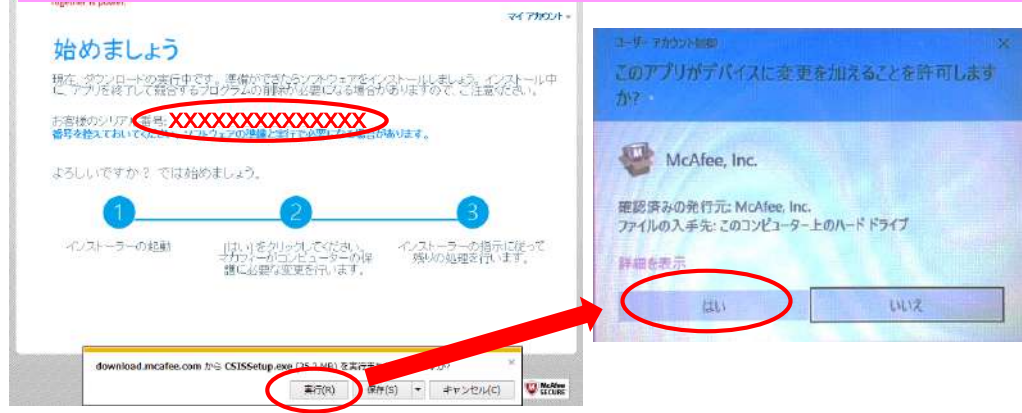 together is power.
マイ アカウント
始めましょう
現在、ダウンロードの実行中です。準備ができたらソフトウェアをインストールしましょう。インストール中
に、アプリを終了して競合するプログラムの削除が必要になる場合がありますので、ご注意ください。
お客様のシリアル番号: XXXXXXXXXXXXXX
番号を控えておいてください。ソフトウェアの準備と実行で必要になる場合があります。
よろしいですか? では始めましょう。
1
2
3
インストーラーの起動
[はい] をクリックしてください。
マカフィーがコンピューターの保
護に必要な変更を行います。
インストーラーの指示に従って
残りの処理を行います。
download.mcafee.com から CSISSetup.exe (25.2 MB) を実行
実行(R)
保存(S)
キャンセル(C)
McAfee
SECURE
ユーザー アカウント制御
このアプリがデバイスに変更を加えることを許可します
か?
McAfee, Inc.
確認済みの発行元: McAfee, Inc.
ファイルの入手先: このコンピューター上のハード ドライブ
詳細を表示
はい
いいえ